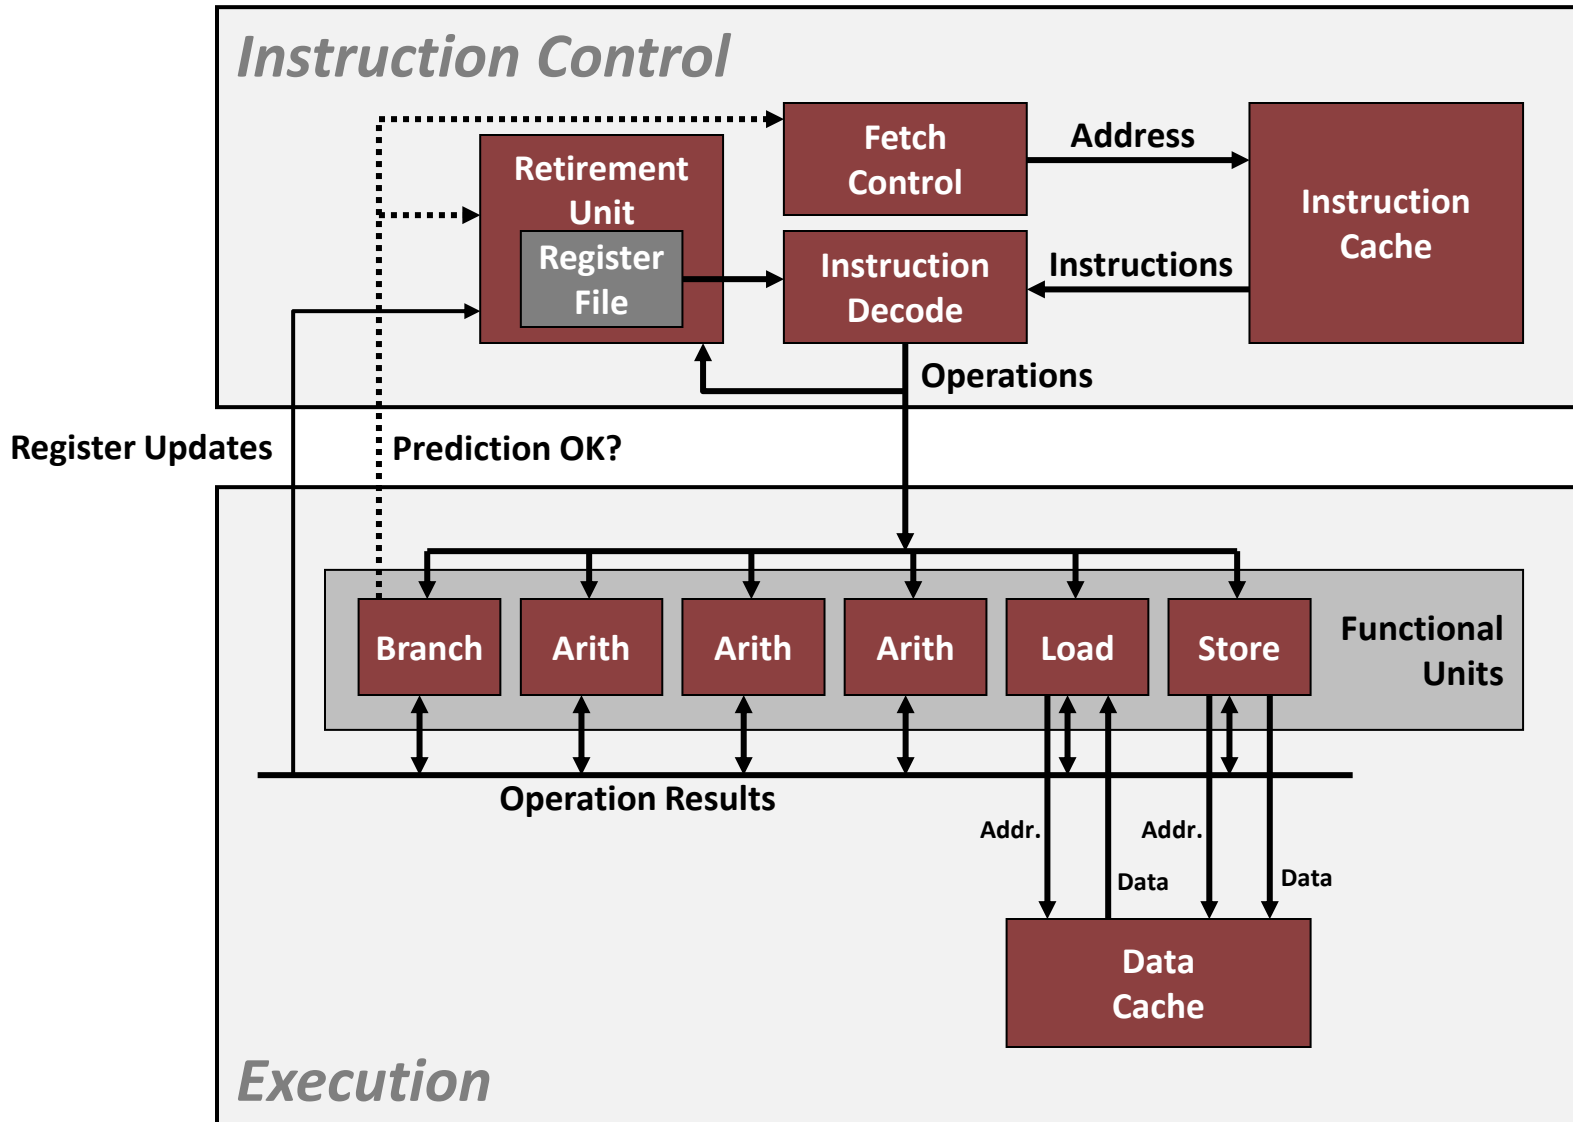 Instruction Control
Fetch
Control
Address
Instruction
Cache
Retirement
Unit
Register
File
Instruction
Decode
Instructions
Operations
Register Updates
Prediction OK?
Branch
Arith
Arith
Arith
Load
Store
Functional
Units
Operation Results
Addr.
Data
Addr.
Data
Data
Cache
Execution